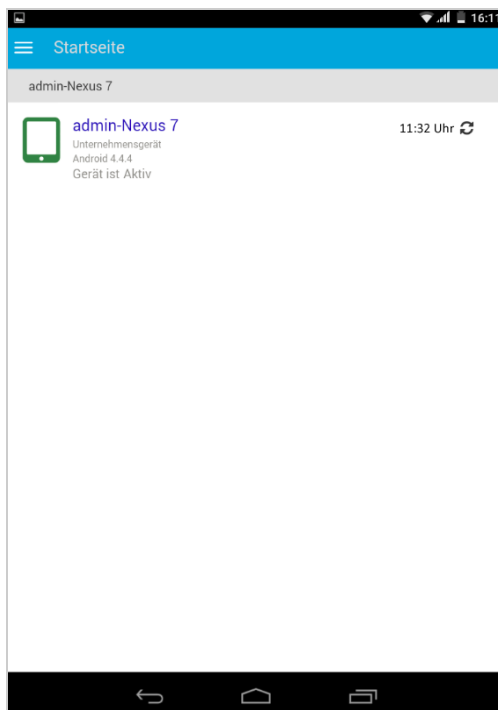 16:11
Startseite
admin-Nexus 7
admin-Nexus 7
11:32 Uhr
Unternehmensgerät
Android 4.4.4
Gerät ist Aktiv